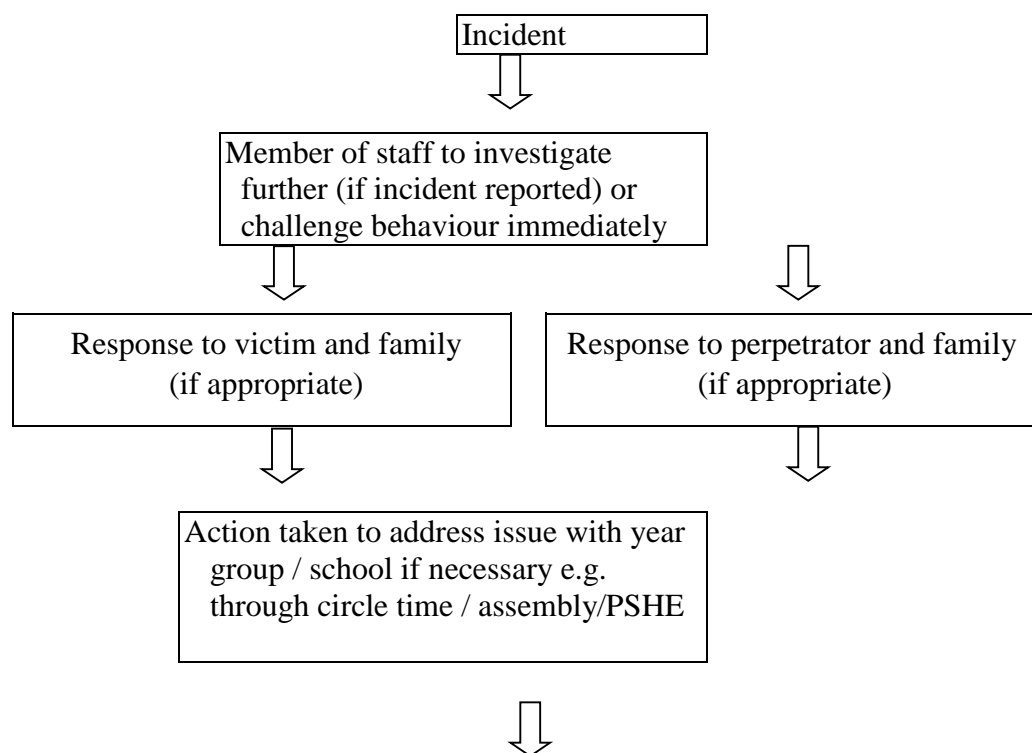 Incident
Member of staff to investigate
further (if incident reported) or
challenge behaviour immediately
Response to victim and family
(if appropriate)
Response to perpetrator and family
(if appropriate)
Action taken to address issue with year
group / school if necessary e.g.
through circle time / assembly/PSHE